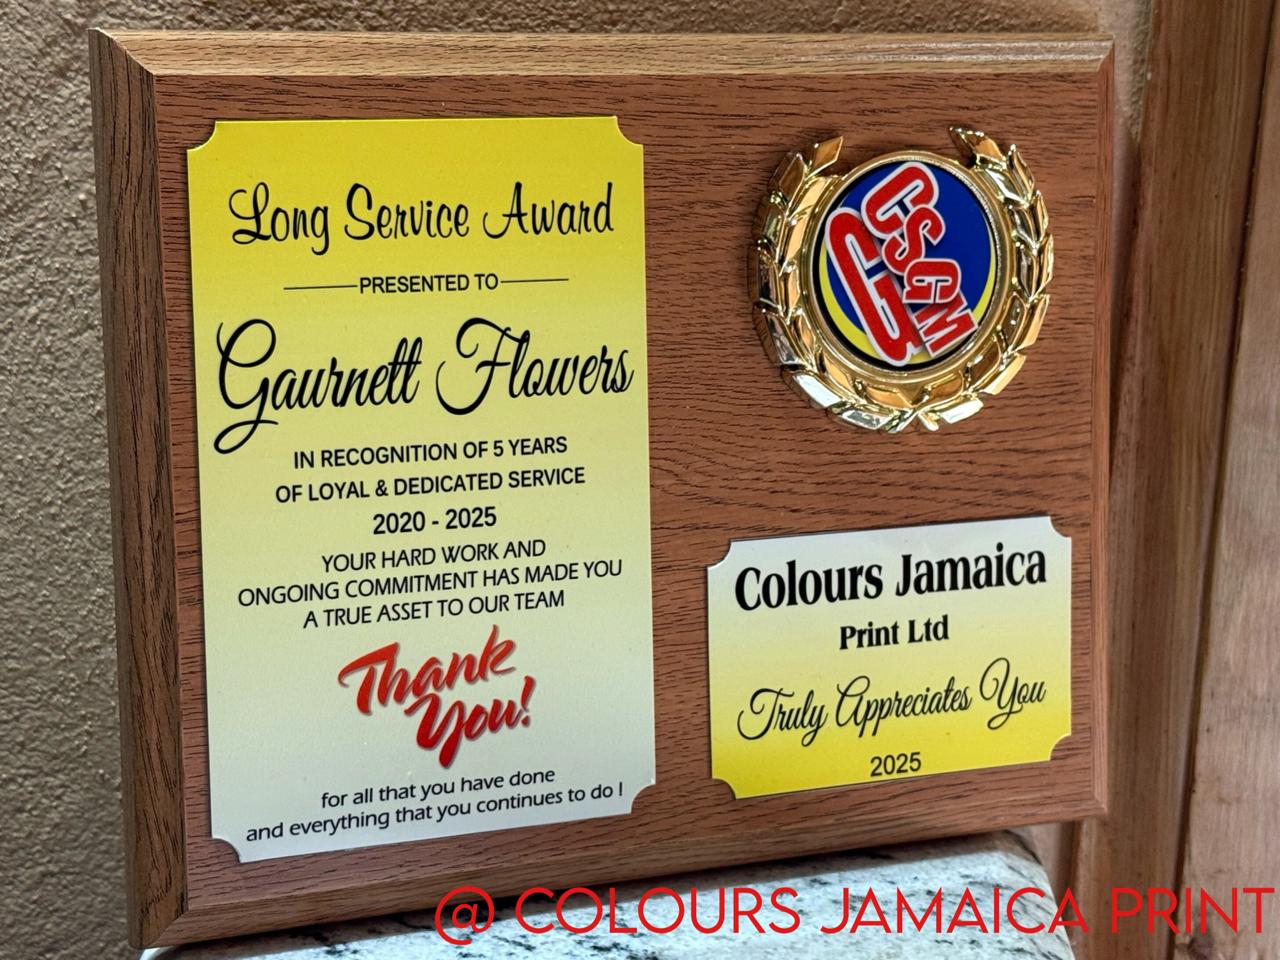 Long Service Award
PRESENTED TO
Gaurnett Flowers
IN RECOGNITION OF 5 YEARS
OF LOYAL & DEDICATED SERVICE
2020 - 2025
YOUR HARD WORK AND
ONGOING COMMITMENT HAS MADE YOU
A TRUE ASSET TO OUR TEAM
Thank
You!
for all that you have done
and everything that you continues to do !
G CSGM
Colours Jamaica
Print Ltd
Truly Appreciates You
2025
@ COLOURS JAMAICA PRINT